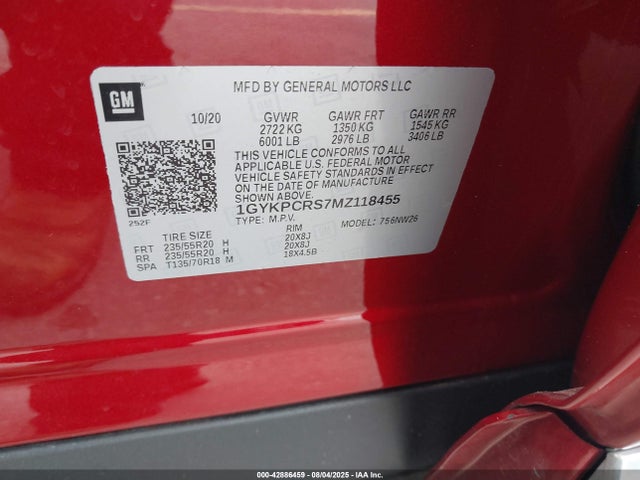 GM
MFD BY GENERAL MOTORS LLC
10/20 GVWR GAWR FRT GAWR RR
2722 KG 1350 KG 1545 KG
6001 LB 2976 LB 3406 LB
THIS VEHICLE CONFORMS TO ALL
APPLICABLE U.S. FEDERAL MOTOR
VEHICLE SAFETY STANDARDS IN
EFFECT ON THE DATE OF MANUFACTURE
SHOWN ABOVE.
1GYKPCRS7MZ118455
TYPE: M.P.V. MODEL: 756NW26
252F
TIRE SIZE RIM
FRT 235/55R20 H 20X8J
RR 235/55R20 H 20X8J
SPA T135/70R18 M 18X4.5B
000-42886459 - 08/04/2025 - IAAI.COM